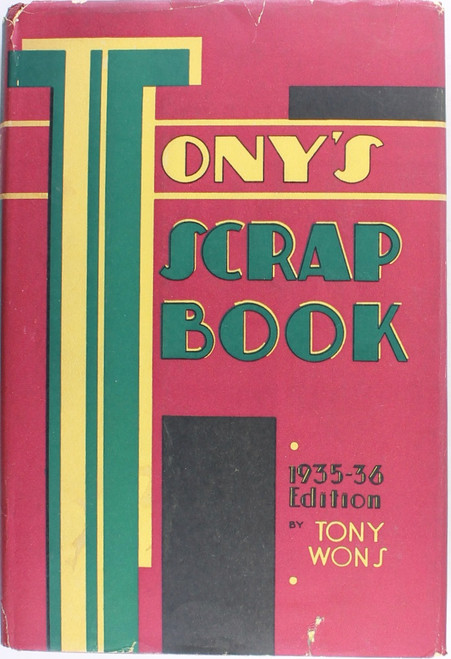 TONY'S
SCRAP
BOOK
1935-36
Edition
BY TONY
WONS